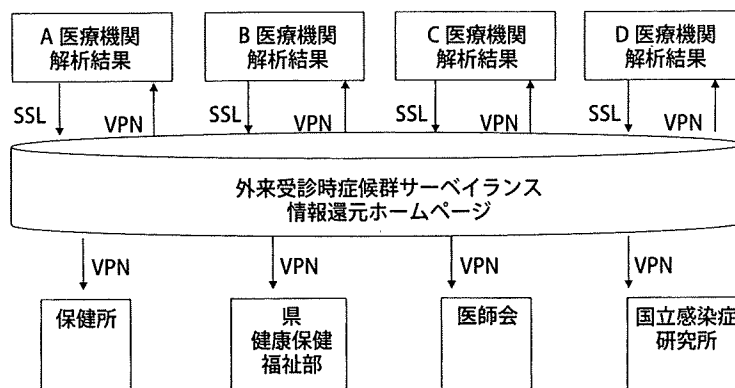 A 医療機関
解析結果
B 医療機関
解析結果
C 医療機関
解析結果
D 医療機関
解析結果
SSL
VPN
SSL
VPN
SSL
VPN
SSL
VPN
外来受診時症候群サーベイランス
情報還元ホームページ
VPN
VPN
VPN
VPN
保健所
県
健康保健
福祉部
医師会
国立感染症
研究所